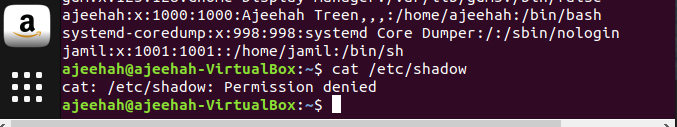 ajeehah:x:1000:1000:Ajeehah Treen,,,:/home/ajeehah:/bin/bash
systemd-coredump:x:998:998:systemd Core Dumper:/:/sbin/nologin
jamil:x:1001:1001::/home/jamil:/bin/sh
ajeehah@ajeehah-VirtualBox:~$ cat /etc/shadow
cat: /etc/shadow: Permission denied
ajeehah@ajeehah-VirtualBox:~$